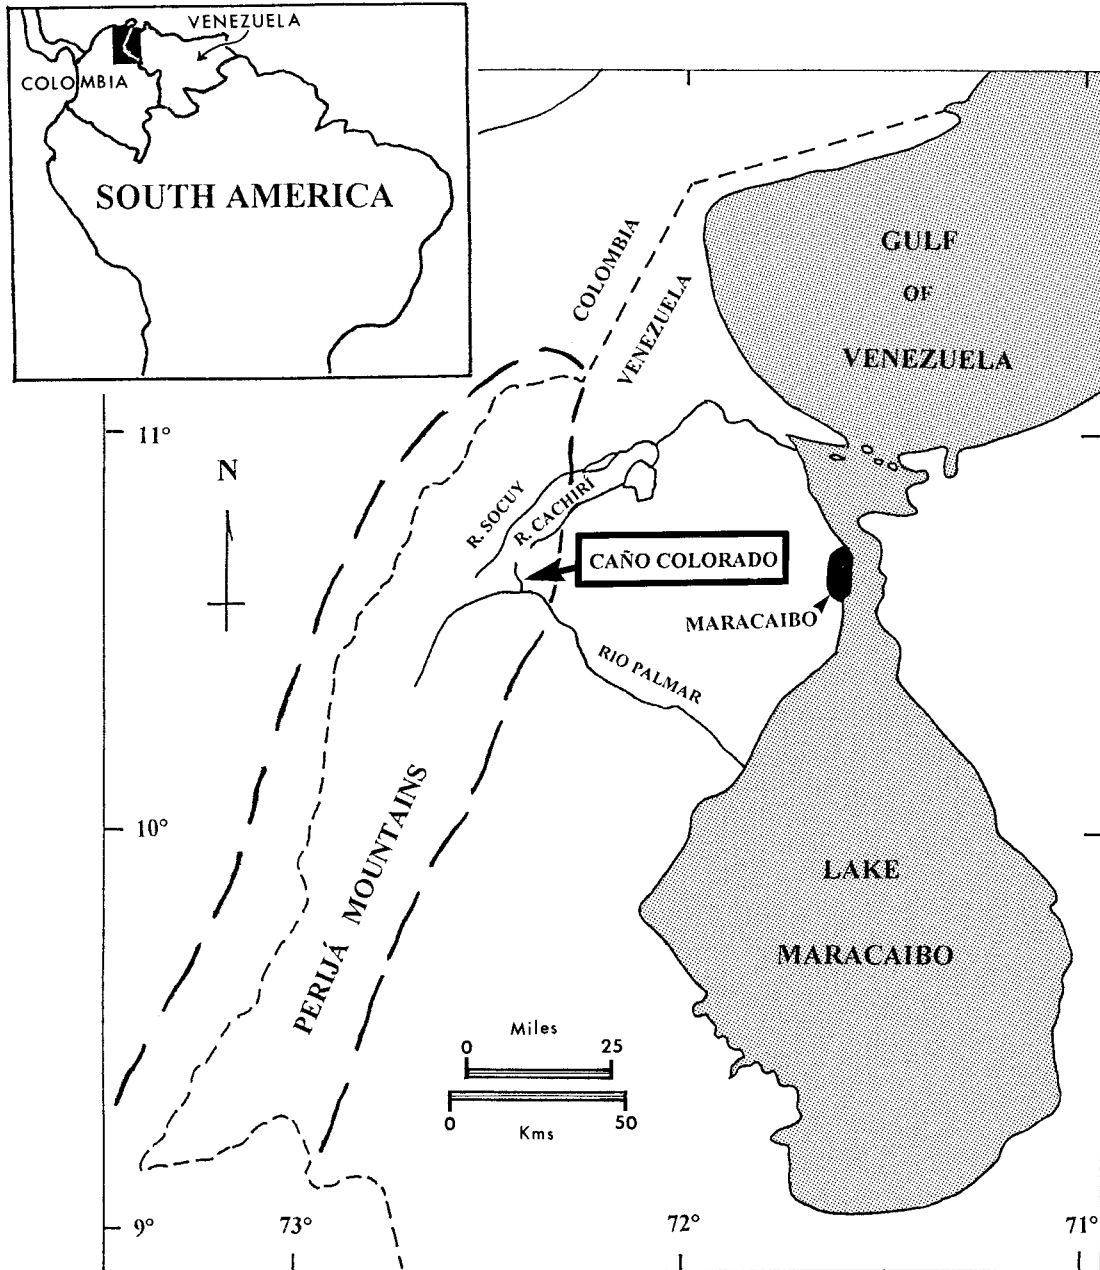 VENEZUELA
COLOMBIA
SOUTH AMERICA
COLOMBIA
VENEZUELA
GULF
OF
VENEZUELA
11°
N
R. SOCUY
R. CACHIRÍ
CAÑO COLORADO
MARACAIBO
RIO PALMAR
PERIJÁ MOUNTAINS
10°
LAKE
MARACAIBO
Miles
0 25
0 50
Kms
9°
73°
72°
71°